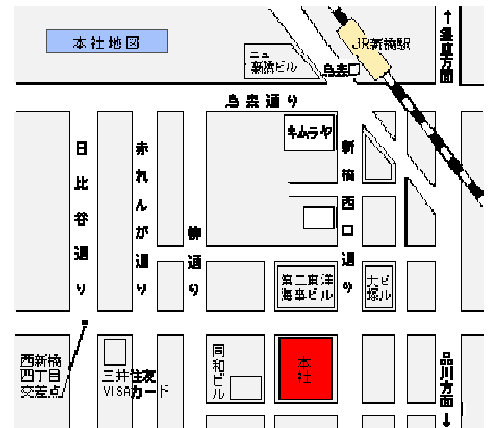 本社地図
ニュー
新橋ビル
JR新橋駅
烏森口
↑銀座方面
烏森通り
キムラヤ
日比谷通り
赤れんが通り
柳通り
新橋西口通り
第二東洋
海事ビル
ナビ
塚ル
西新橋
四丁目
交差点
三井住友
VISAカード
同和ビル
本社
品川方面↓